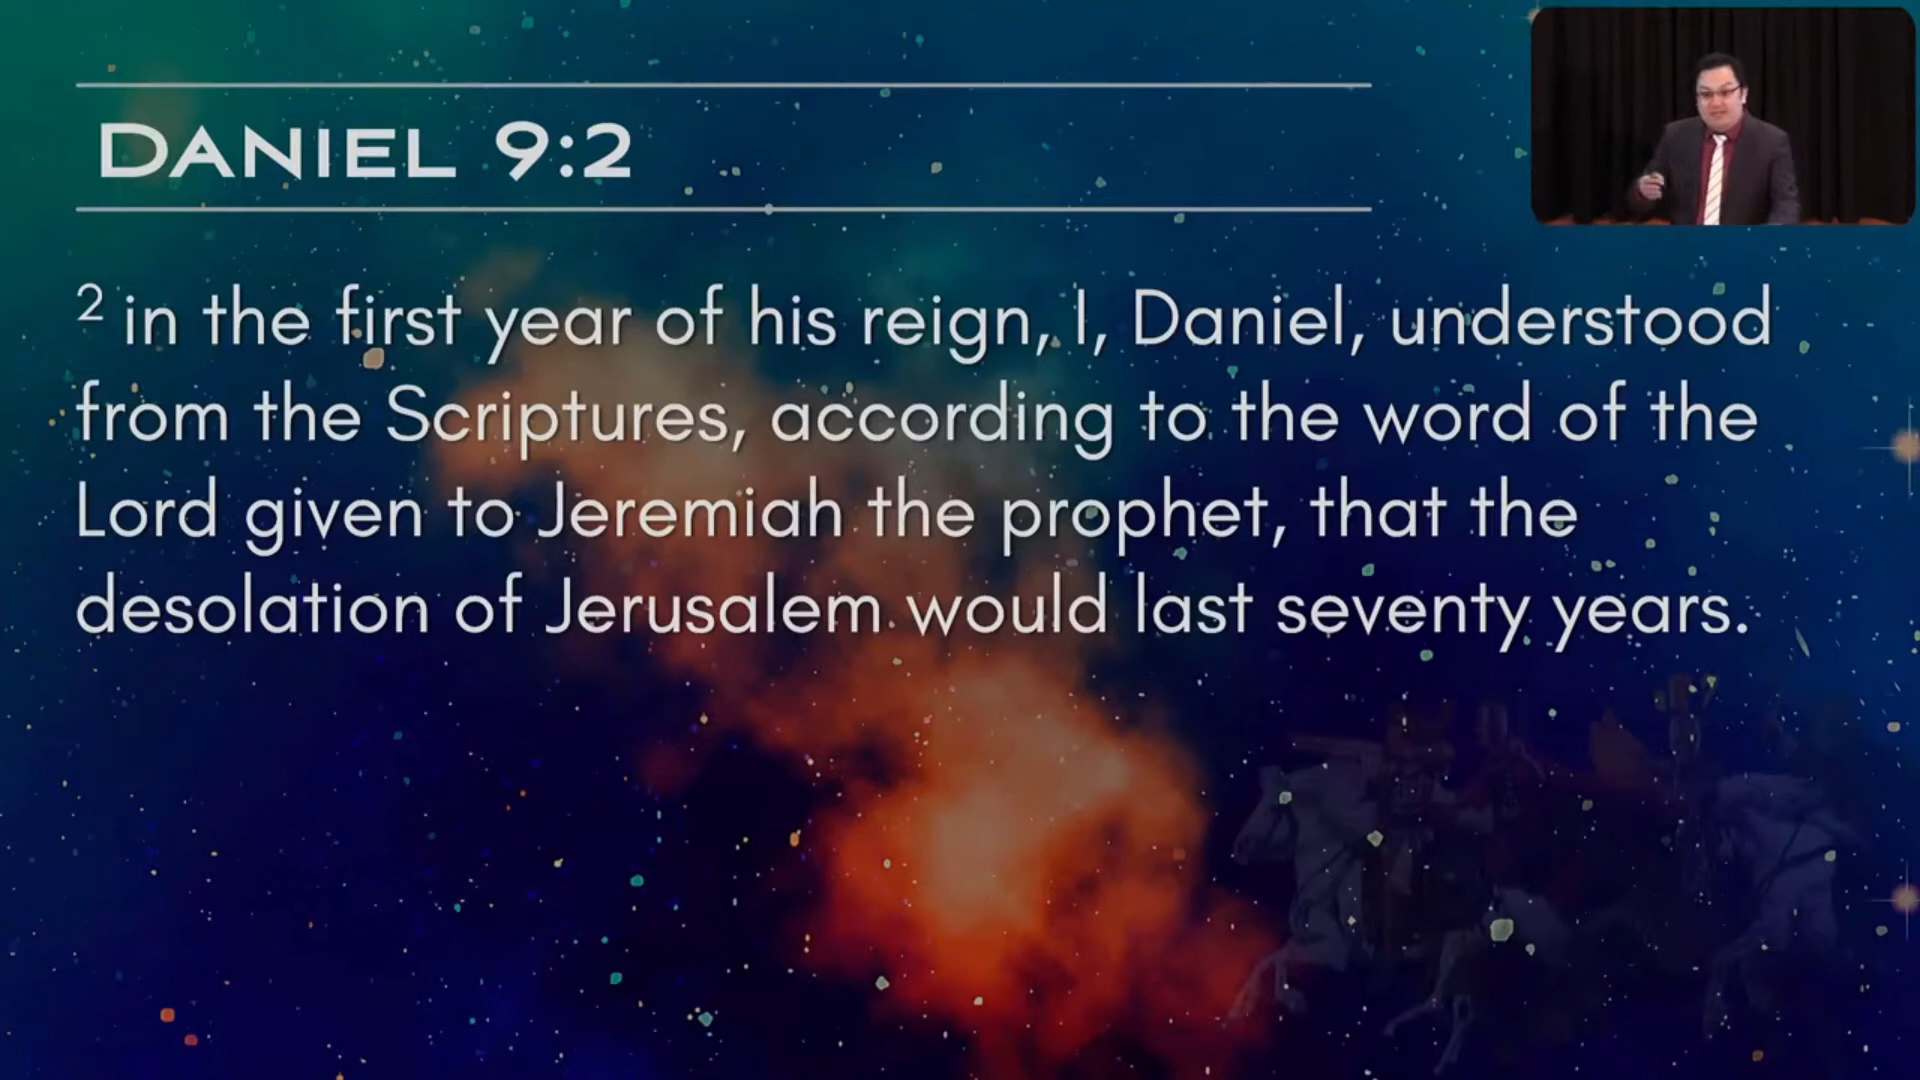 DANIEL 9:2
2 in the first year of his reign, I, Daniel, understood
from the Scriptures, according to the word of the
Lord given to Jeremiah the prophet, that the
desolation of Jerusalem would last seventy years.